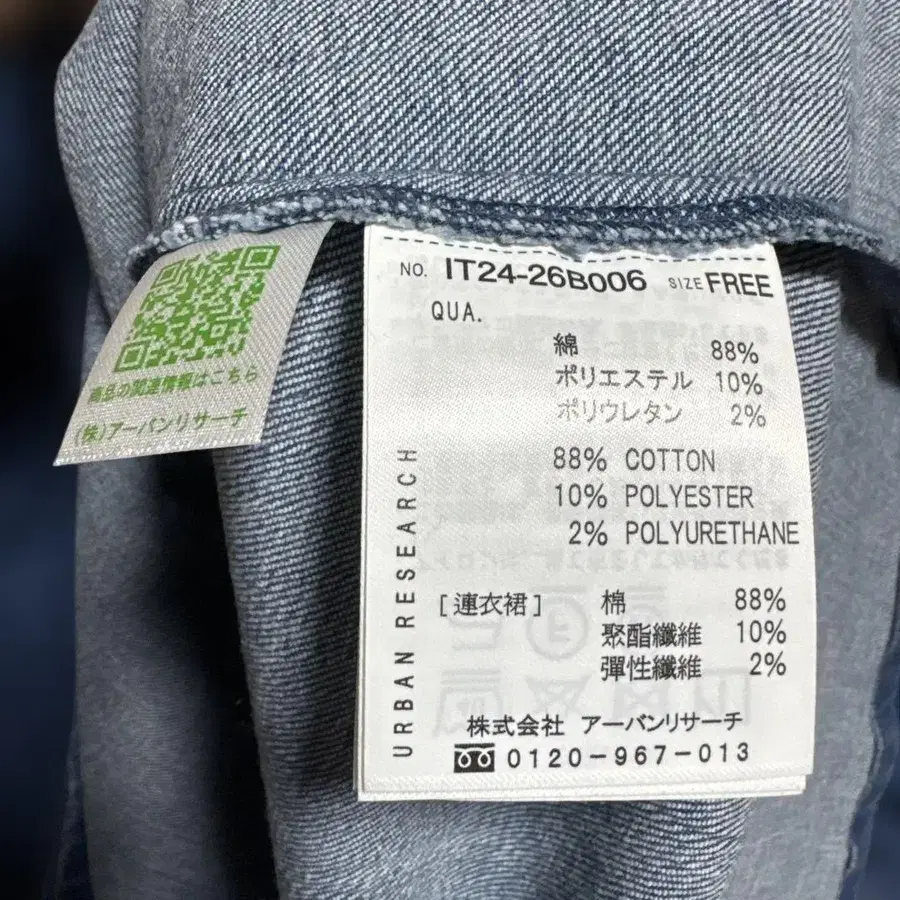 商品の関連情報はこちら
(株)アーバンリサーチ
NO. IT24-26B006 SIZE FREE
QUA.
綿 88%
ポリエステル 10%
ポリウレタン 2%
88% COTTON
10% POLYESTER
2% POLYURETHANE
[連衣裙] 棉 88%
聚酯纖維 10%
彈性纖維 2%
URBAN RESEARCH
株式会社 アーバンリサーチ
0120-967-013